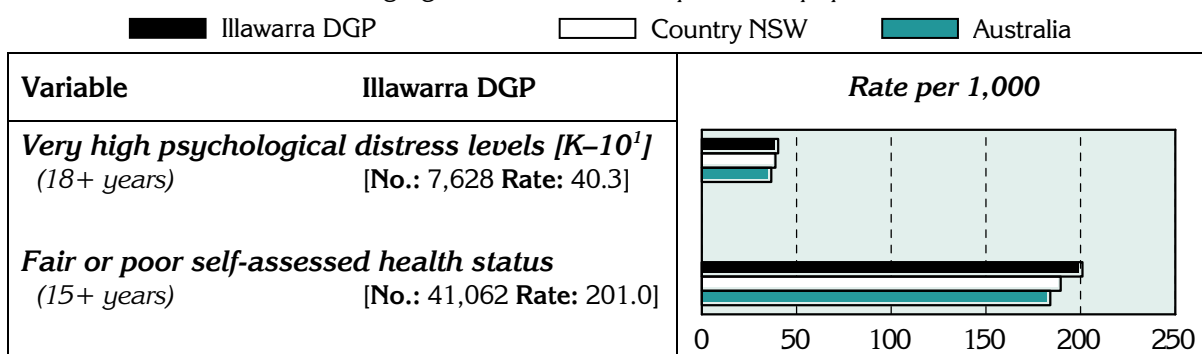 Illawarra DGP Country NSW Australia
Variable Illawarra DGP Rate per 1,000
Very high psychological distress levels [K–10¹]
(18+ years) [No.: 7,628 Rate: 40.3]
Fair or poor self-assessed health status
(15+ years) [No.: 41,062 Rate: 201.0]
0 50 100 150 200 250